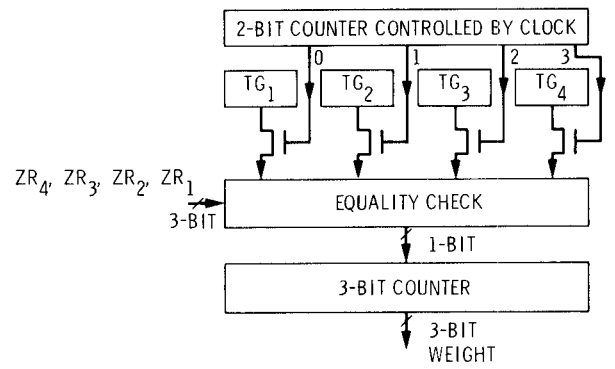 2-BIT COUNTER CONTROLLED BY CLOCK
0 1 2 3
TG1 TG2 TG3 TG4
ZR4, ZR3, ZR2, ZR1
3-BIT
EQUALITY CHECK
1-BIT
3-BIT COUNTER
3-BIT
WEIGHT